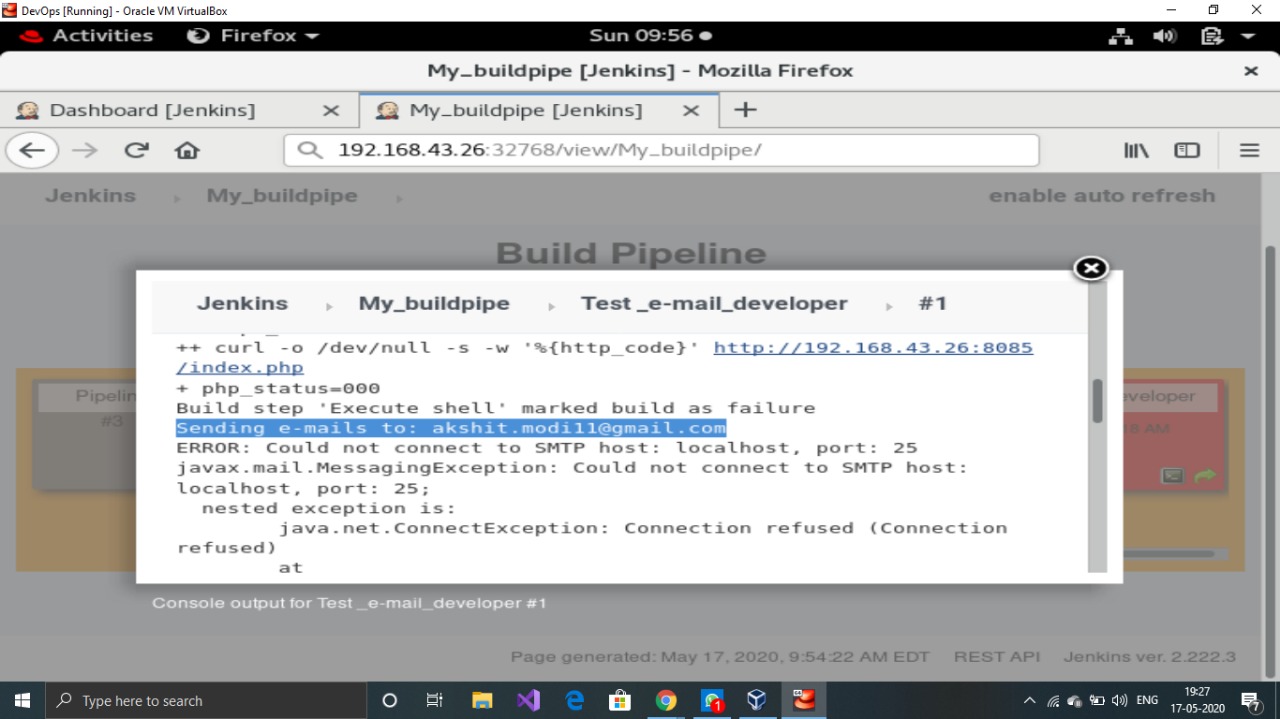 DevOps [Running] - Oracle VM VirtualBox
Activities Firefox Sun 09:56
My_buildpipe [Jenkins] - Mozilla Firefox
Dashboard [Jenkins] My_buildpipe [Jenkins]
192.168.43.26:32768/view/My_buildpipe/
Jenkins My_buildpipe enable auto refresh
Build Pipeline
Jenkins My_buildpipe Test _e-mail_developer #1
++ curl -o /dev/null -s -w '%{http_code}' http://192.168.43.26:8085
/index.php
+ php_status=000
Build step 'Execute shell' marked build as failure
Sending e-mails to: akshit.modi11@gmail.com
ERROR: Could not connect to SMTP host: localhost, port: 25
javax.mail.MessagingException: Could not connect to SMTP host:
localhost, port: 25;
nested exception is:
java.net.ConnectException: Connection refused (Connection
refused)
at
Pipelin
#3
eveloper
AM
Console output for Test _e-mail_developer #1
Page generated: May 17, 2020, 9:54:22 AM EDT REST API Jenkins ver. 2.222.3
Type here to search
1
ENG
19:27
17-05-2020
7